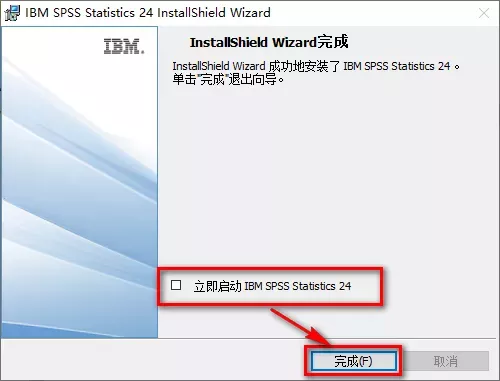 IBM SPSS Statistics 24 InstallShield Wizard
IBM.
InstallShield Wizard完成
InstallShield Wizard 成功地安装了 IBM SPSS Statistics 24。
单击"完成"退出向导。
立即启动 IBM SPSS Statistics 24
完成(F)
取消